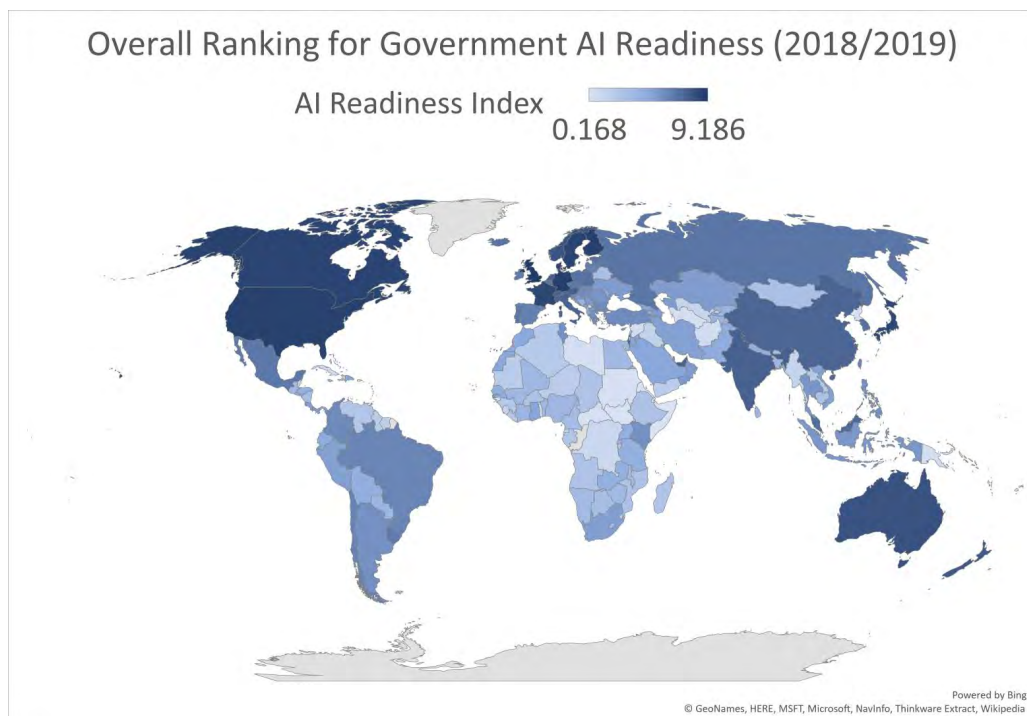 Overall Ranking for Government AI Readiness (2018/2019)
AI Readiness Index
0.168 9.186
Powered by Bing
© GeoNames, HERE, MSFT, Microsoft, NavInfo, Thinkware Extract, Wikipedia